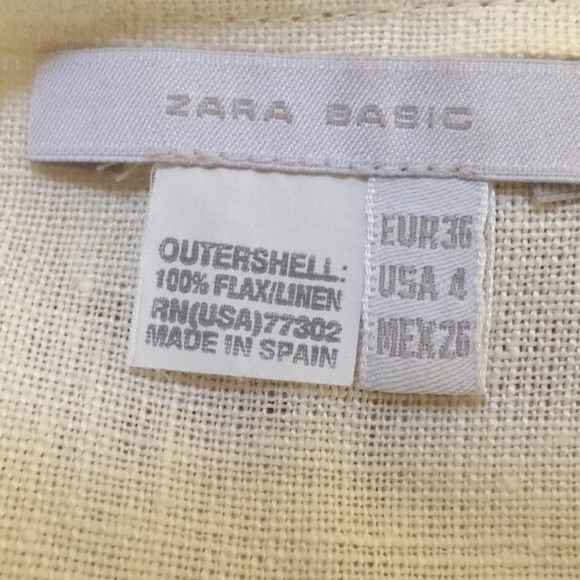 ZARA BASIC
OUTERSHELL:
100% FLAX/LINEN
RN(USA)77302
MADE IN SPAIN
EUR36
USA 4
MEX26